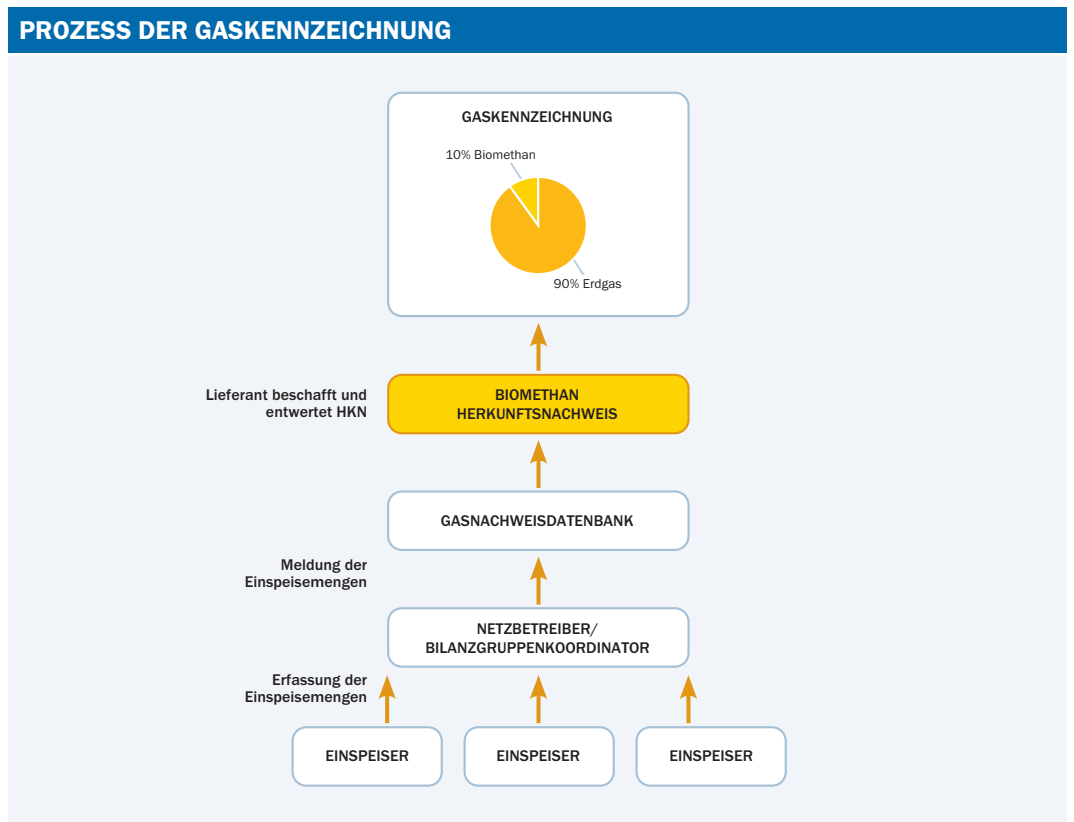 PROZESS DER GASKENNZEICHNUNG
GASKENNZEICHNUNG
10% Biomethan
90% Erdgas
Lieferant beschafft und
entwertet HKN
BIOMETHAN
HERKUNFTSNACHWEIS
GASNACHWEISDATENBANK
Meldung der
Einspeisemengen
NETZBETREIBER/
BILANZGRUPPENKOORDINATOR
Erfassung der
Einspeisemengen
EINSPEISER
EINSPEISER
EINSPEISER